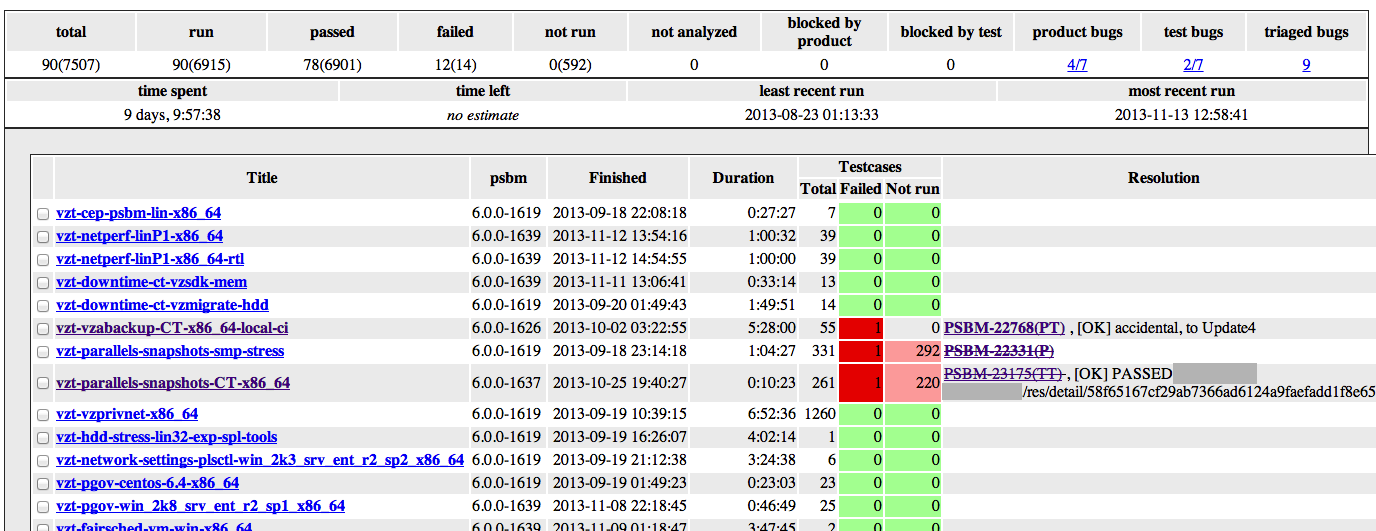 total run passed failed not run not analyzed blocked by product blocked by test product bugs test bugs triaged bugs
90(7507) 90(6915) 78(6901) 12(14) 0(592) 0 0 0 4/7 2/7 9
time spent time left least recent run most recent run
9 days, 9:57:38 no estimate 2013-08-23 01:13:33 2013-11-13 12:58:41
Title psbm Finished Duration Testcases Resolution
Total Failed Not run
vzt-cep-psbm-lin-x86_64 6.0.0-1619 2013-09-18 22:08:18 0:27:27 7 0 0
vzt-netperf-linP1-x86_64 6.0.0-1639 2013-11-12 13:54:16 1:00:32 39 0 0
vzt-netperf-linP1-x86_64-rtl 6.0.0-1639 2013-11-12 14:54:55 1:00:00 39 0 0
vzt-downtime-ct-vzsdk-mem 6.0.0-1639 2013-11-11 13:06:41 0:33:14 13 0 0
vzt-downtime-ct-vzmigrate-hdd 6.0.0-1619 2013-09-20 01:49:43 1:49:51 14 0 0
vzt-vzabackup-CT-x86_64-local-ci 6.0.0-1626 2013-10-02 03:22:55 5:28:00 55 1 0 PSBM-22768(PT) , [OK] accidental, to Update4
vzt-parallels-snapshots-smp-stress 6.0.0-1619 2013-09-18 23:14:18 1:04:27 331 1 292 PSBM-22331(P)
vzt-parallels-snapshots-CT-x86_64 6.0.0-1637 2013-10-25 19:40:27 0:10:23 261 1 220 PSBM-23175(TT) , [OK] PASSED
/res/detail/58f65167cf29ab7366ad6124a9faefadd1f8e65
vzt-vzprivnet-x86_64 6.0.0-1619 2013-09-19 10:39:15 6:52:36 1260 0 0
vzt-hdd-stress-lin32-exp-spl-tools 6.0.0-1619 2013-09-19 16:26:07 4:02:14 1 0 0
vzt-network-settings-plsctl-win_2k3_srv_ent_r2_sp2_x86_64 6.0.0-1619 2013-09-19 21:12:38 3:24:38 6 0 0
vzt-pgov-centos-6.4-x86_64 6.0.0-1619 2013-09-19 01:49:23 0:23:03 23 0 0
vzt-pgov-win_2k8_srv_ent_r2_sp1_x86_64 6.0.0-1639 2013-11-08 22:18:45 0:46:49 25 0 0
vzt-fairsched-vm-win-x86_64 6.0.0-1639 2013-11-09 01:18:47 3:47:45 2 0 0